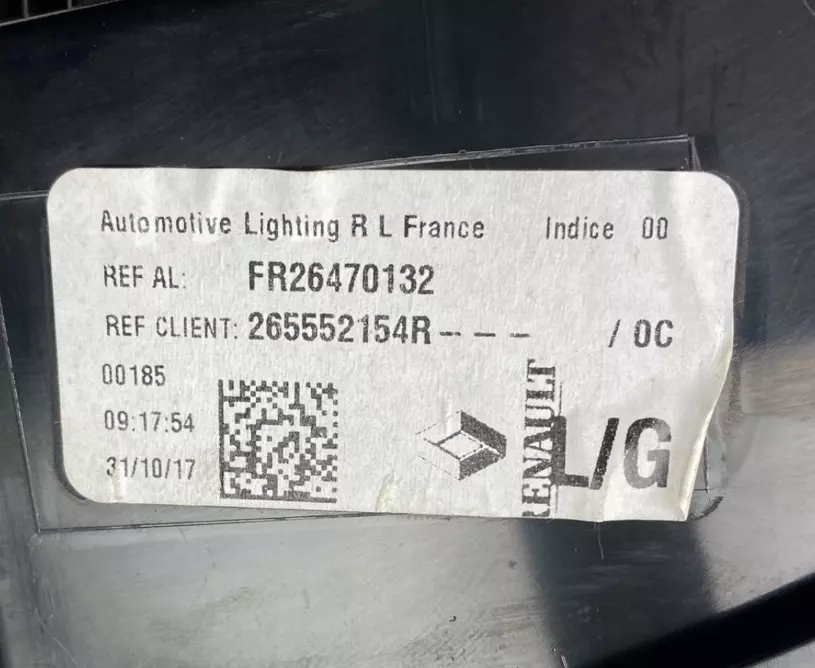 Automotive Lighting R L France Indice 00
REF AL: FR26470132
REF CLIENT: 265552154R--- / 0C
00185
09:17:54
31/10/17
RENAULT
L/G